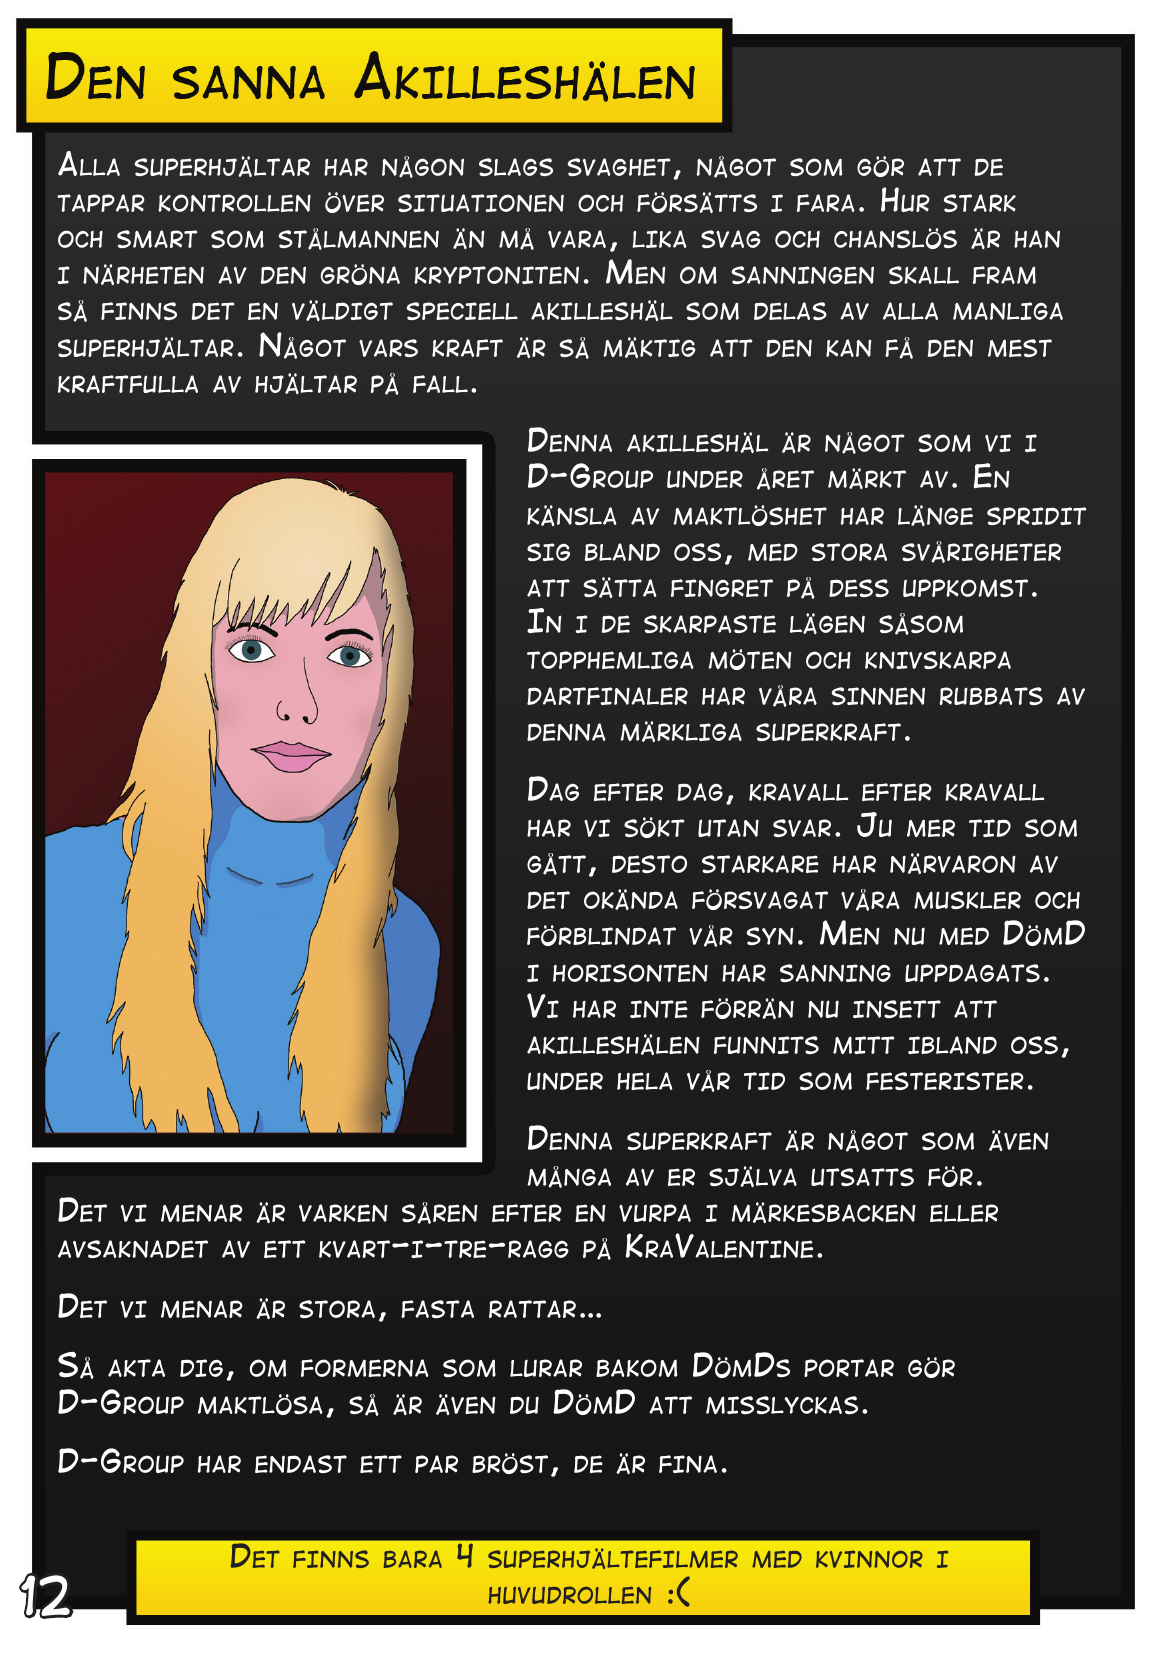 Den sanna Akilleshälen
Alla superhjältar har någon slags svaghet, något som gör att de
tappar kontrollen över situationen och försätts i fara. Hur stark
och smart som Stålmannen än må vara, lika svag och chanslös är han
i närheten av den gröna kryptoniten. Men om sanningen skall fram
så finns det en väldigt speciell akilleshäl som delas av alla manliga
superhjältar. Något vars kraft är så mäktig att den kan få den mest
kraftfulla av hjältar på fall.
Denna akilleshäl är något som vi i
D-Group under året märkt av. En
känsla av maktlöshet har länge spridit
sig bland oss, med stora svårigheter
att sätta fingret på dess uppkomst.
In i de skarpaste lägen såsom
topphemliga möten och knivskarpa
dartfinaler har våra sinnen rubbats av
denna märkliga superkraft.
Dag efter dag, kravall efter kravall
har vi sökt utan svar. Ju mer tid som
gått, desto starkare har närvaron av
det okända försvagat våra muskler och
förblindat vår syn. Men nu med DömD
i horisonten har sanning uppdagats.
Vi har inte förrän nu insett att
akilleshälen funnits mitt ibland oss,
under hela vår tid som festerister.
Denna superkraft är något som även
många av er själva utsatts för.
Det vi menar är varken såren efter en vurpa i märkesbacken eller
avsaknadet av ett kvart-i-tre-ragg på KraValentine.
Det vi menar är stora, fasta rattar...
Så akta dig, om formerna som lurar bakom DömDs portar gör
D-Group maktlösa, så är även du DömD att misslyckas.
D-Group har endast ett par bröst, de är fina.
Det finns bara 4 superhjältefilmer med kvinnor i
huvudrollen :(
12